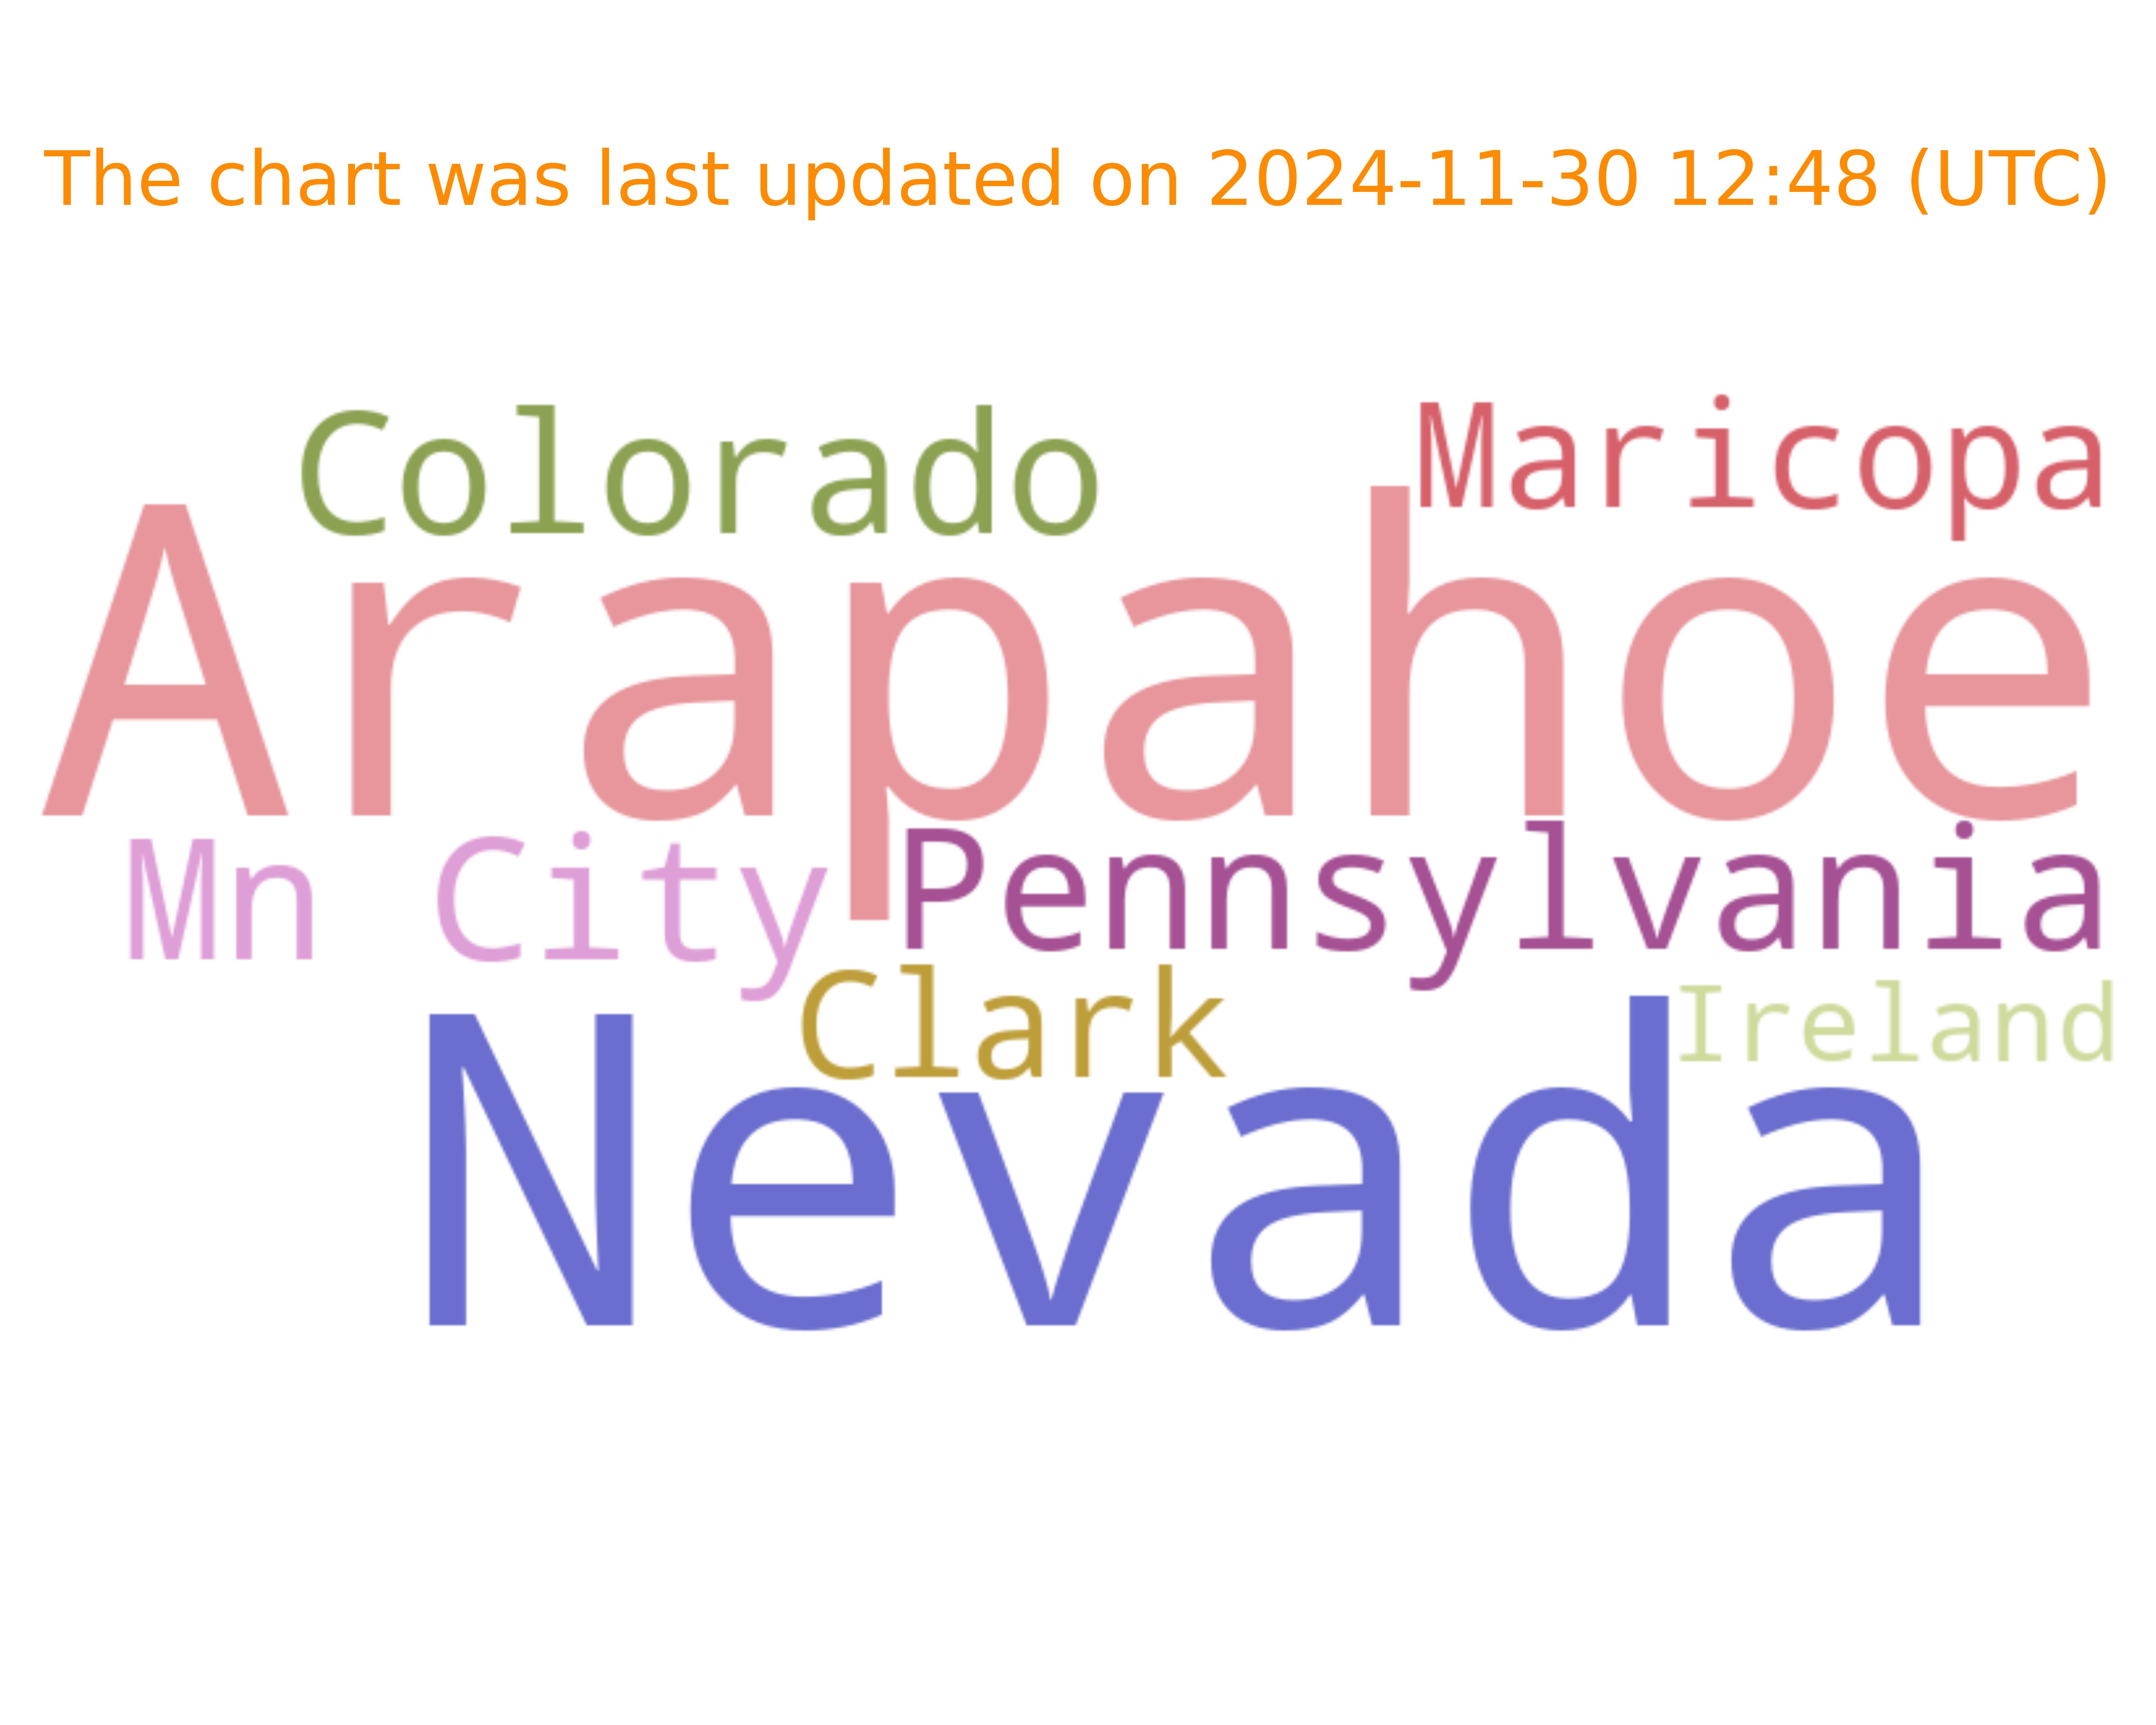 The chart was last updated on 2024-11-30 12:48 (UTC)
Colorado
Maricopa
Arapahoe
Mn City
Pennsylvania
Clark
Ireland
Nevada